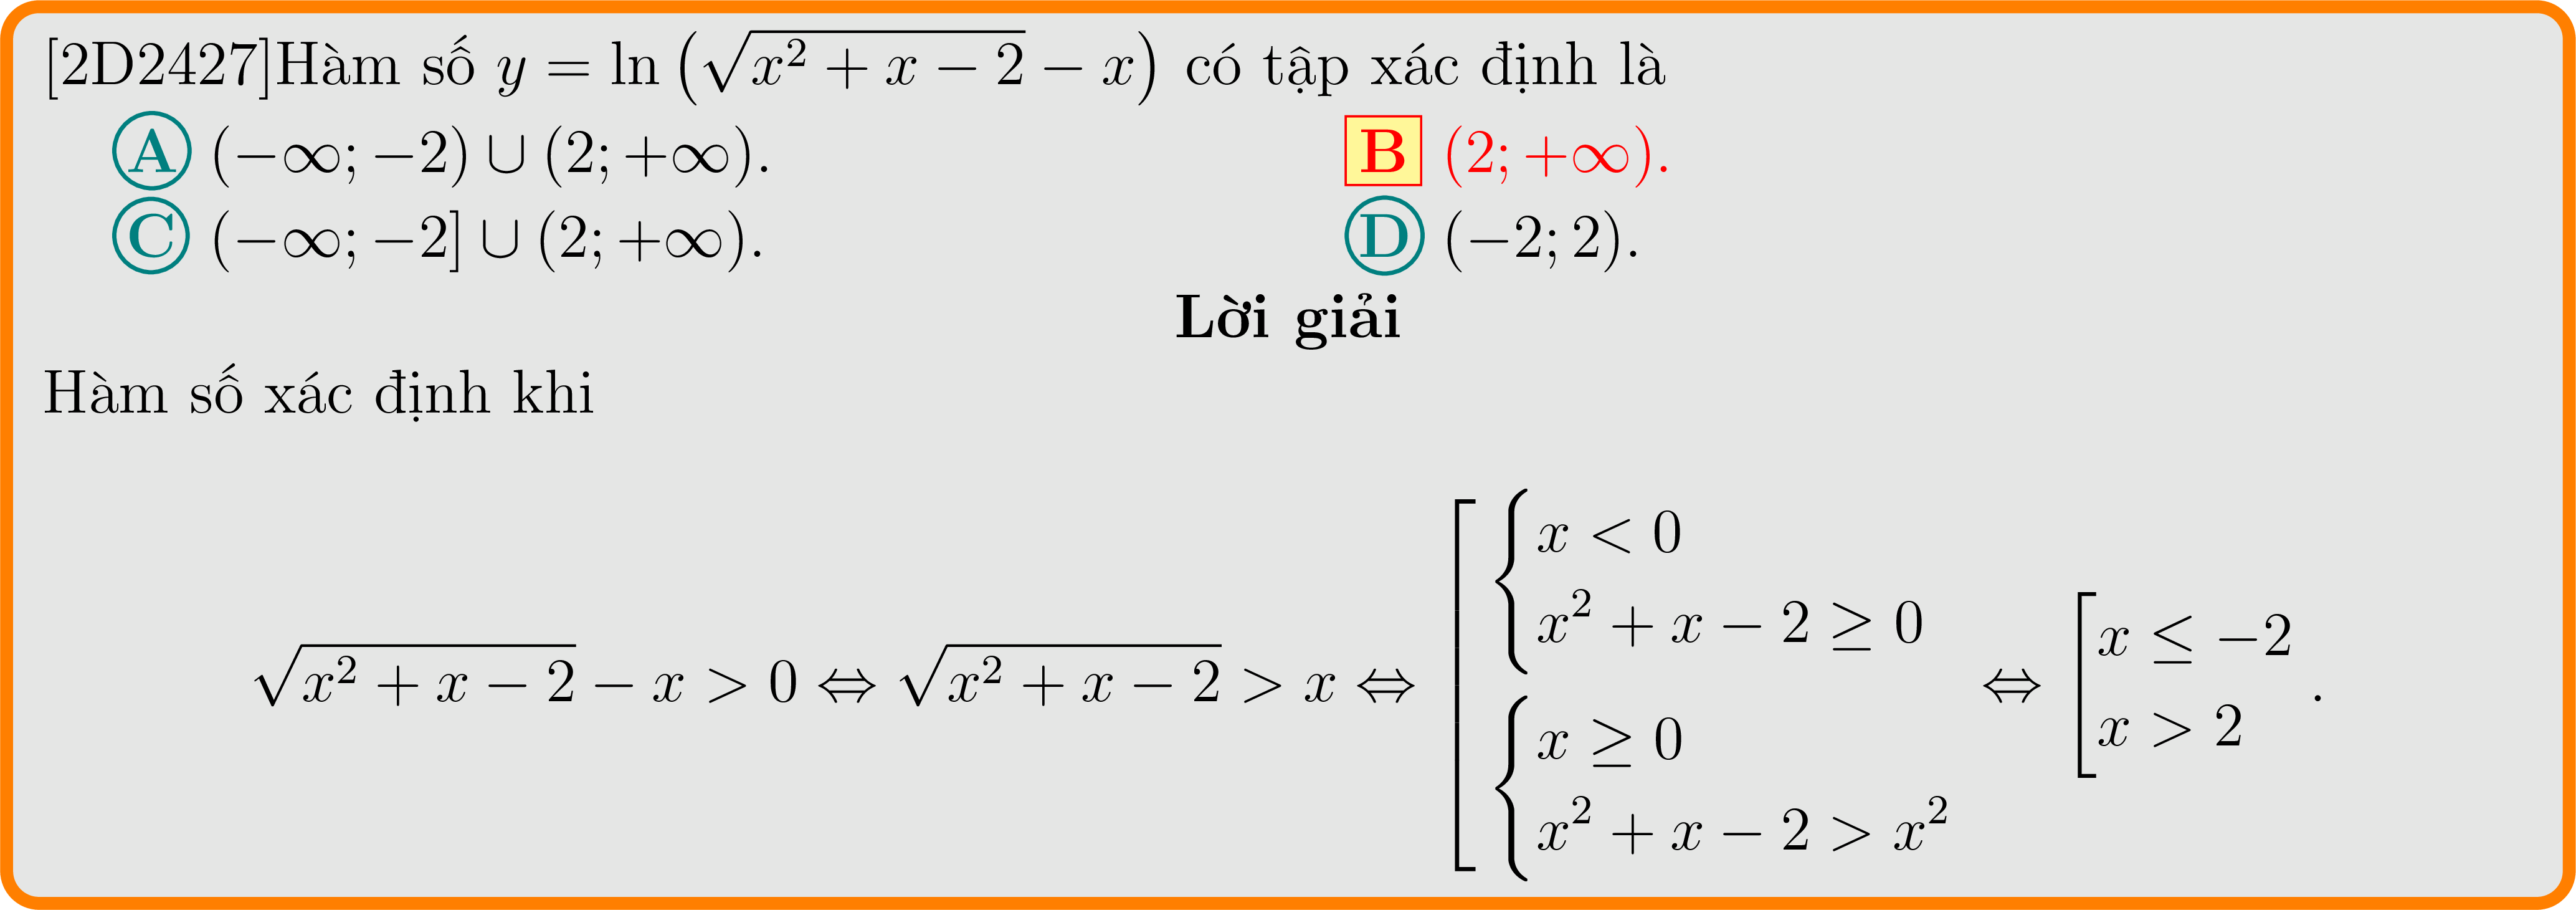 [2D2427]Hàm số $y = \ln\left(\sqrt{x^2 + x - 2} - x\right)$ có tập xác định là
A $(-\infty; -2) \cup (2; +\infty)$. B $(2; +\infty)$.
C $(-\infty; -2] \cup (2; +\infty)$. D $(-2; 2)$.
Lời giải
Hàm số xác định khi
$\sqrt{x^2 + x - 2} - x > 0 \Leftrightarrow \sqrt{x^2 + x - 2} > x \Leftrightarrow \left[\begin{array}{l} \begin{cases} x < 0 \\ x^2 + x - 2 \geq 0 \end{cases} \\ \begin{cases} x \geq 0 \\ x^2 + x - 2 > x^2 \end{cases} \end{array}\right. \Leftrightarrow \left[\begin{array}{l} x \leq -2 \\ x > 2 \end{array}\right.$.